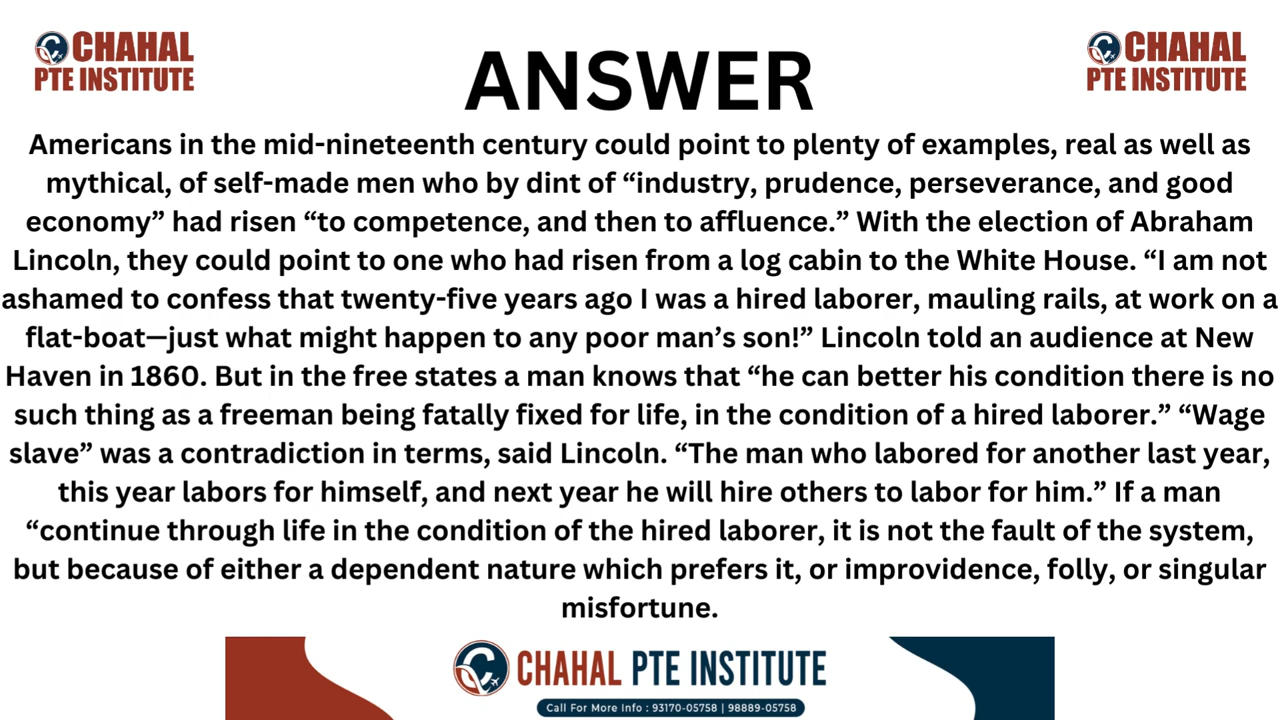 CHAHAL
PTE INSTITUTE
CHAHAL
PTE INSTITUTE
ANSWER
Americans in the mid-nineteenth century could point to plenty of examples, real as well as
mythical, of self-made men who by dint of “industry, prudence, perseverance, and good
economy” had risen “to competence, and then to affluence.” With the election of Abraham
Lincoln, they could point to one who had risen from a log cabin to the White House. “I am not
ashamed to confess that twenty-five years ago I was a hired laborer, mauling rails, at work on a
flat-boat—just what might happen to any poor man’s son!” Lincoln told an audience at New
Haven in 1860. But in the free states a man knows that “he can better his condition there is no
such thing as a freeman being fatally fixed for life, in the condition of a hired laborer.” “Wage
slave” was a contradiction in terms, said Lincoln. “The man who labored for another last year,
this year labors for himself, and next year he will hire others to labor for him.” If a man
“continue through life in the condition of the hired laborer, it is not the fault of the system,
but because of either a dependent nature which prefers it, or improvidence, folly, or singular
misfortune.
CHAHAL PTE INSTITUTE
Call For More Info : 93170-05758 | 98889-05758